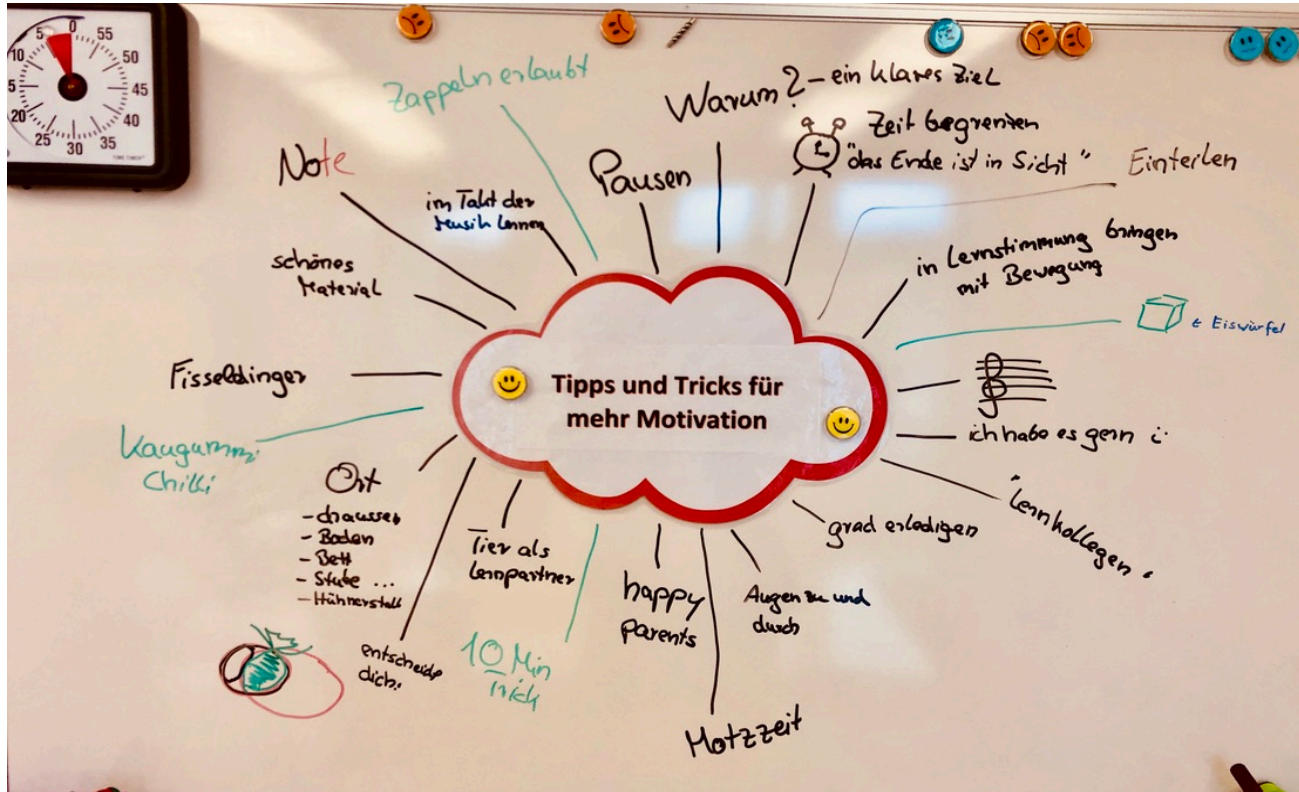 0
5
55
10
50
45
20
40
25
35
30
TIME TIMER
Zappeln erlaubt
Warum? – ein klares Ziel
Zeit begrenzen
"das Ende ist in Sicht"
Einteilen
Note
Pausen
im Takt der
Musik lernen
schönes
Material
in Lernstimmung bringen
mit Bewegung
← Eiswürfel
Fisseldinger
Tipps und Tricks für
mehr Motivation
ich habe es gern
Kaugummi
Chilli
"Lernkollegen"
Ort
- draussen
- Boden
- Bett
- Stube ...
- Hühnerstall
Tier als
Lernpartner
grad erledigen
happy
parents
Augen zu und
durch
entscheide
dich!
10 Min
Motzzeit